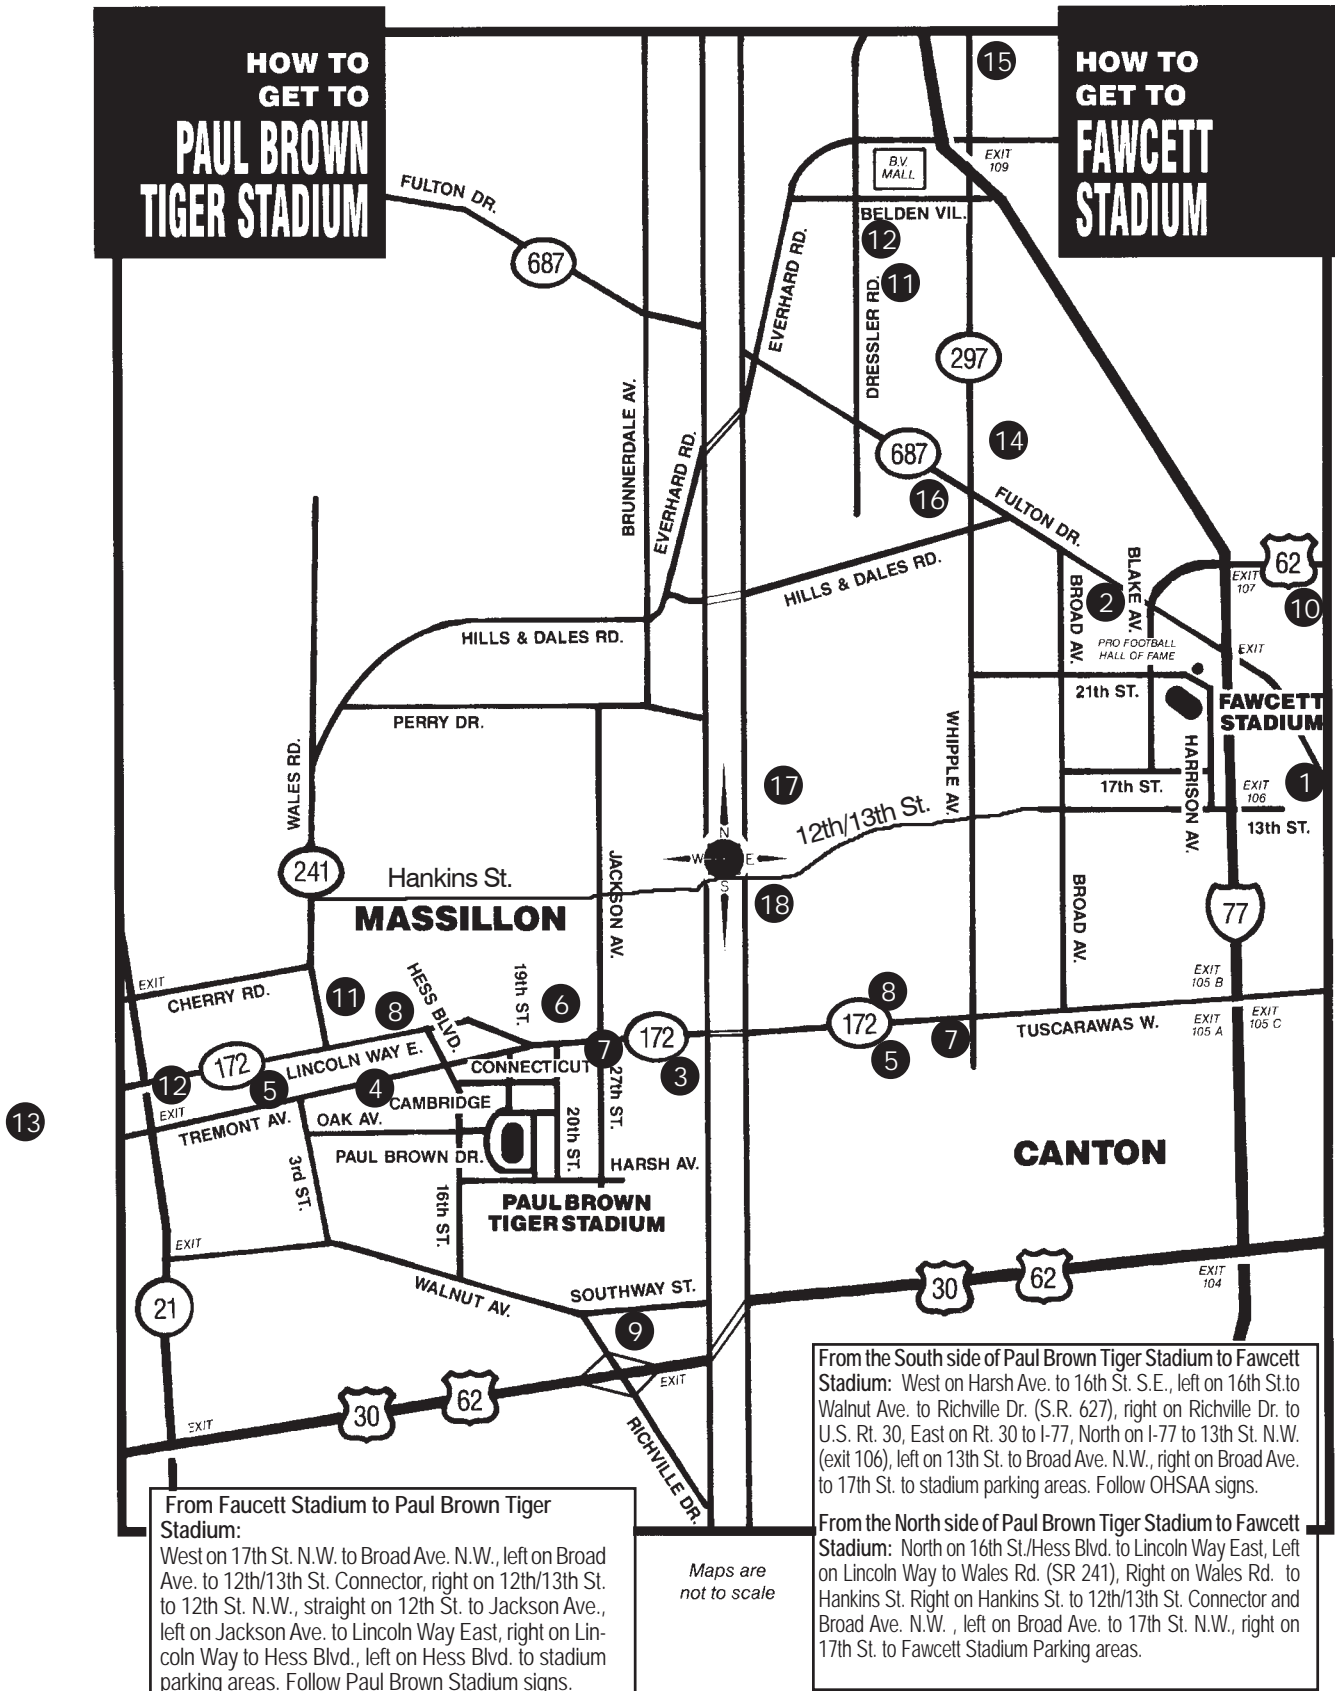 HOW TO
GET TO
PAUL BROWN
TIGER STADIUM
HOW TO
GET TO
FAWCETT
STADIUM
15
EXIT
109
B.V.
MALL
FULTON DR.
BELDEN VIL.
12
687
EVERHARD RD.
DRESSLER RD.
11
297
BRUNNERDALE AV.
EVERHARD RD.
14
687
16
FULTON DR.
62
EXIT
107
HILLS & DALES RD.
BROAD AV.
2
BLAKE AV.
10
HILLS & DALES RD.
PRO FOOTBALL
HALL OF FAME
EXIT
21th ST.
FAWCETT
STADIUM
PERRY DR.
WALES RD.
WHIPPLE AV.
HARRISON AV.
17
17th ST.
EXIT
106
1
12th/13th St.
13th ST.
N
W
E
S
241
Hankins St.
JACKSON AV.
18
BROAD AV.
77
MASSILLON
EXIT
CHERRY RD.
11
8
HESS BLVD.
19th ST.
6
8
EXIT
105 B
172
LINCOLN WAY E.
7
172
172
7
TUSCARAWAS W.
EXIT
105 A
EXIT
105 C
12
5
4
CONNECTICUT
27th ST.
3
5
13
EXIT
TREMONT AV.
CAMBRIDGE
OAK AV.
20th ST.
PAUL BROWN DR.
HARSH AV.
CANTON
3rd ST.
16th ST.
PAUL BROWN
TIGER STADIUM
EXIT
21
WALNUT AV.
SOUTHWAY ST.
30
62
EXIT
104
9
EXIT
30
62
EXIT
RICHVILLE DR.
From the South side of Paul Brown Tiger Stadium to Fawcett
Stadium: West on Harsh Ave. to 16th St. S.E., left on 16th St.to
Walnut Ave. to Richville Dr. (S.R. 627), right on Richville Dr. to
U.S. Rt. 30, East on Rt. 30 to I-77, North on I-77 to 13th St. N.W.
(exit 106), left on 13th St. to Broad Ave. N.W., right on Broad Ave.
to 17th St. to stadium parking areas. Follow OHSAA signs.
From the North side of Paul Brown Tiger Stadium to Fawcett
Stadium: North on 16th St./Hess Blvd. to Lincoln Way East, Left
on Lincoln Way to Wales Rd. (SR 241), Right on Wales Rd. to
Hankins St. Right on Hankins St. to 12th/13th St. Connector and
Broad Ave. N.W. , left on Broad Ave. to 17th St. N.W., right on
17th St. to Fawcett Stadium Parking areas.
From Faucett Stadium to Paul Brown Tiger
Stadium:
West on 17th St. N.W. to Broad Ave. N.W., left on Broad
Ave. to 12th/13th St. Connector, right on 12th/13th St.
to 12th St. N.W., straight on 12th St. to Jackson Ave.,
left on Jackson Ave. to Lincoln Way East, right on Lin-
coln Way to Hess Blvd., left on Hess Blvd. to stadium
parking areas. Follow Paul Brown Stadium signs.
Maps are
not to scale